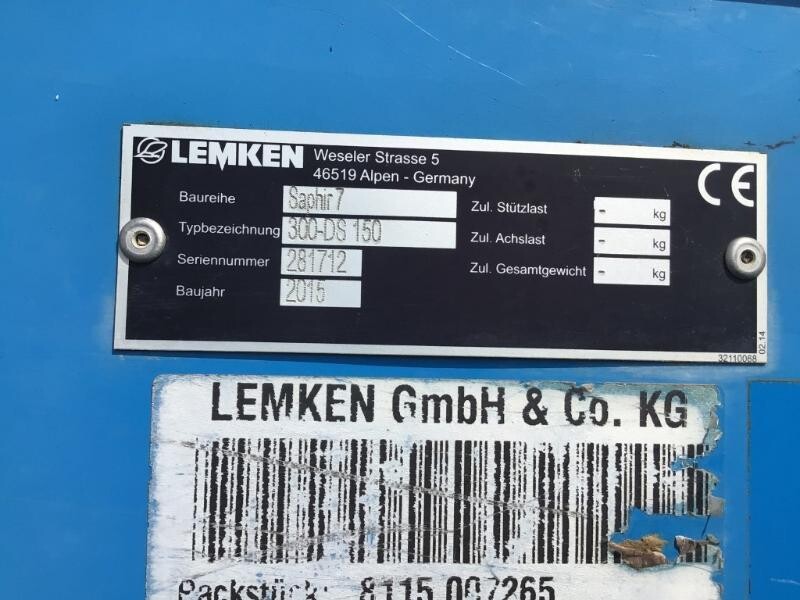 LEMKEN Weseler Strasse 5
46519 Alpen - Germany
CE
Baureihe Saphir 7
Typbezeichnung 300-DS 150
Seriennummer 281712
Baujahr 2015
Zul. Stützlast - kg
Zul. Achslast - kg
Zul. Gesamtgewicht - kg
32110068 02.14
LEMKEN GmbH & Co. KG
Packstück: 8115 007265